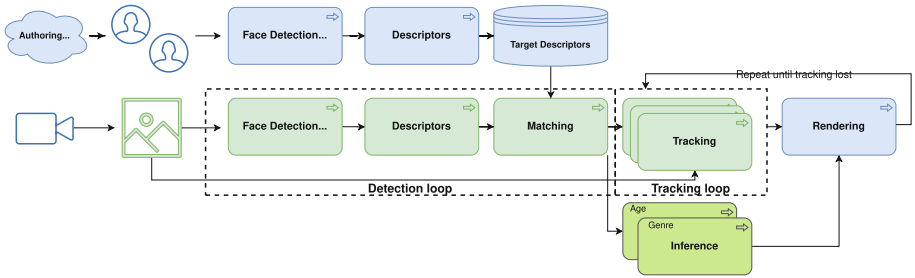 Authoring...
Face Detection...
Descriptors
Target Descriptors
Repeat until tracking lost
Face Detection...
Descriptors
Matching
Tracking
Rendering
Detection loop
Tracking loop
Age
Genre
Inference